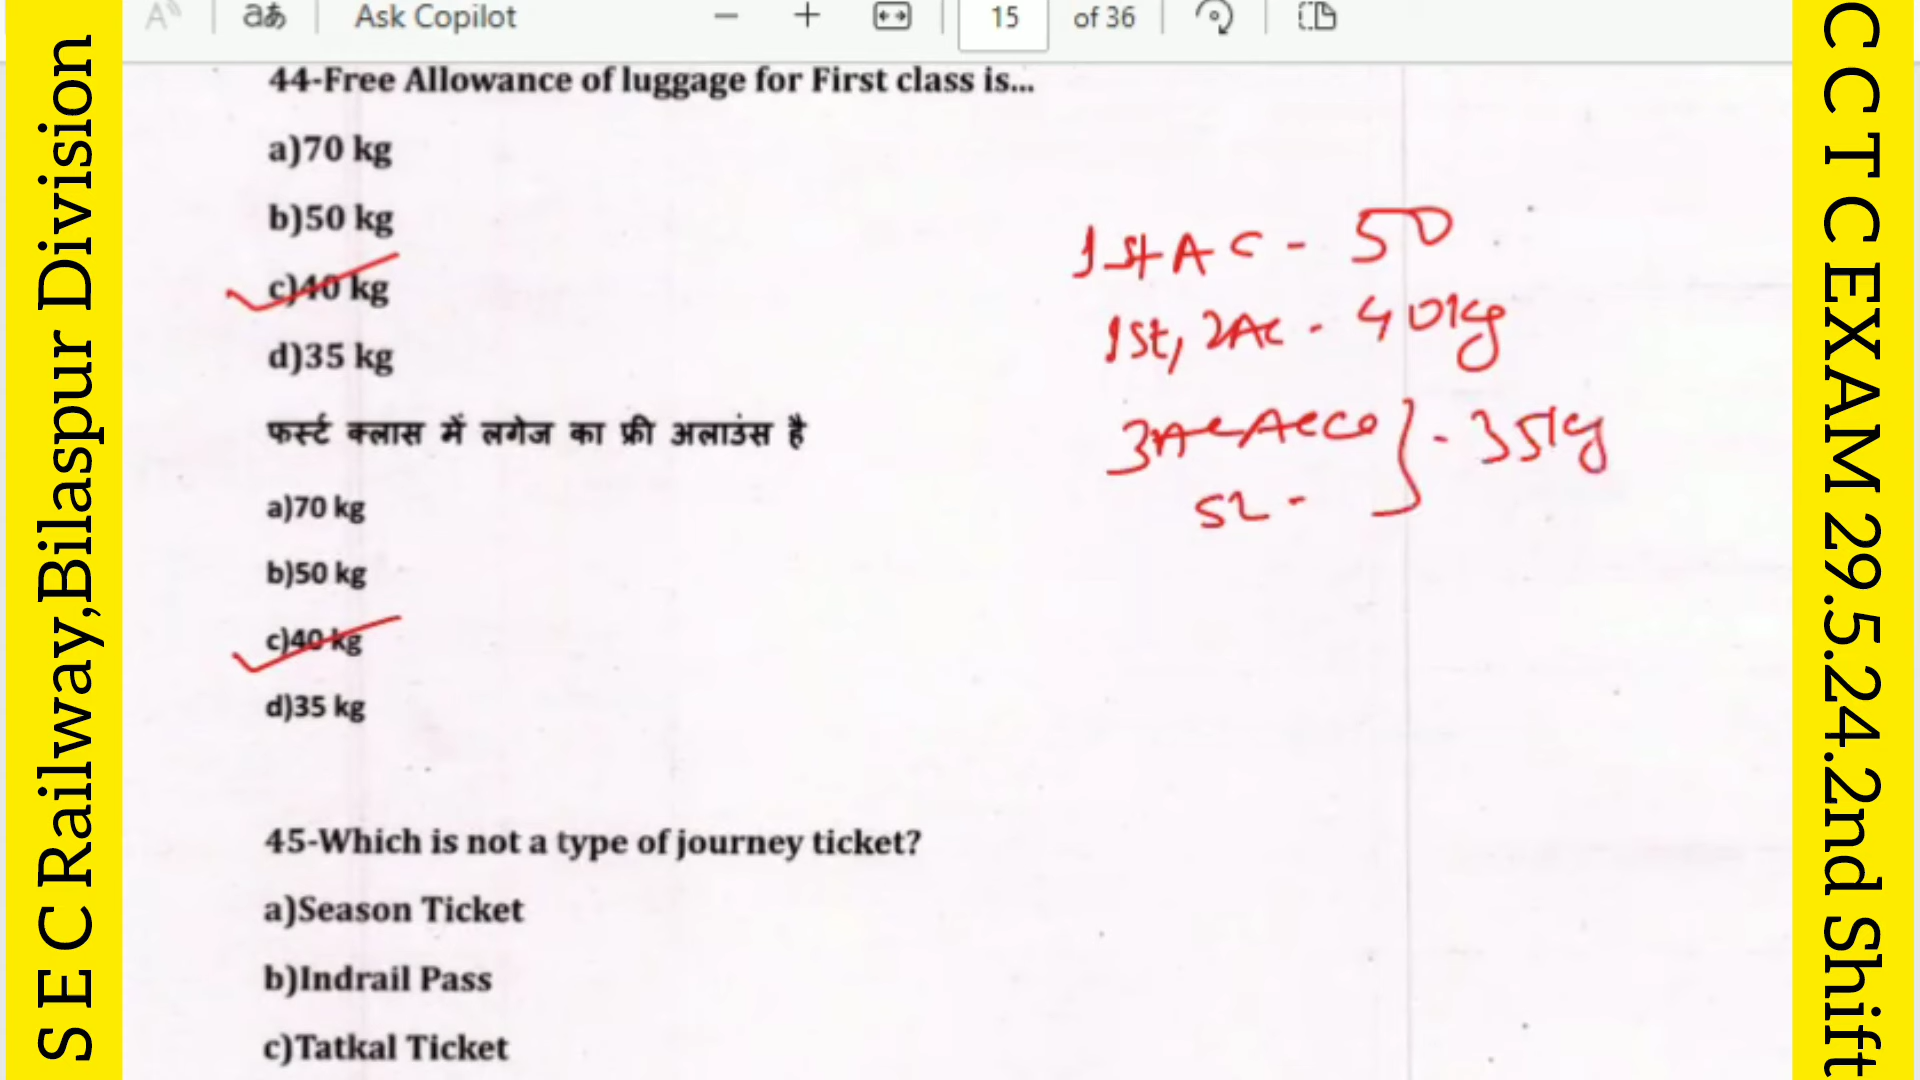 Ask Copilot
15 of 36
44-Free Allowance of luggage for First class is...
a)70 kg
b)50 kg
c)40 kg
d)35 kg
फर्स्ट क्लास में लगेज का फ्री अलाउंस है
a)70 kg
b)50 kg
c)40 kg
d)35 kg
1st AC - 50
1st, 2AC - 40kg
3AC
SL -
- 35kg
45-Which is not a type of journey ticket?
a)Season Ticket
b)Indrail Pass
c)Tatkal Ticket
S E C Railway,Bilaspur Division
C C T C EXAM 29.5.24.2nd Shift